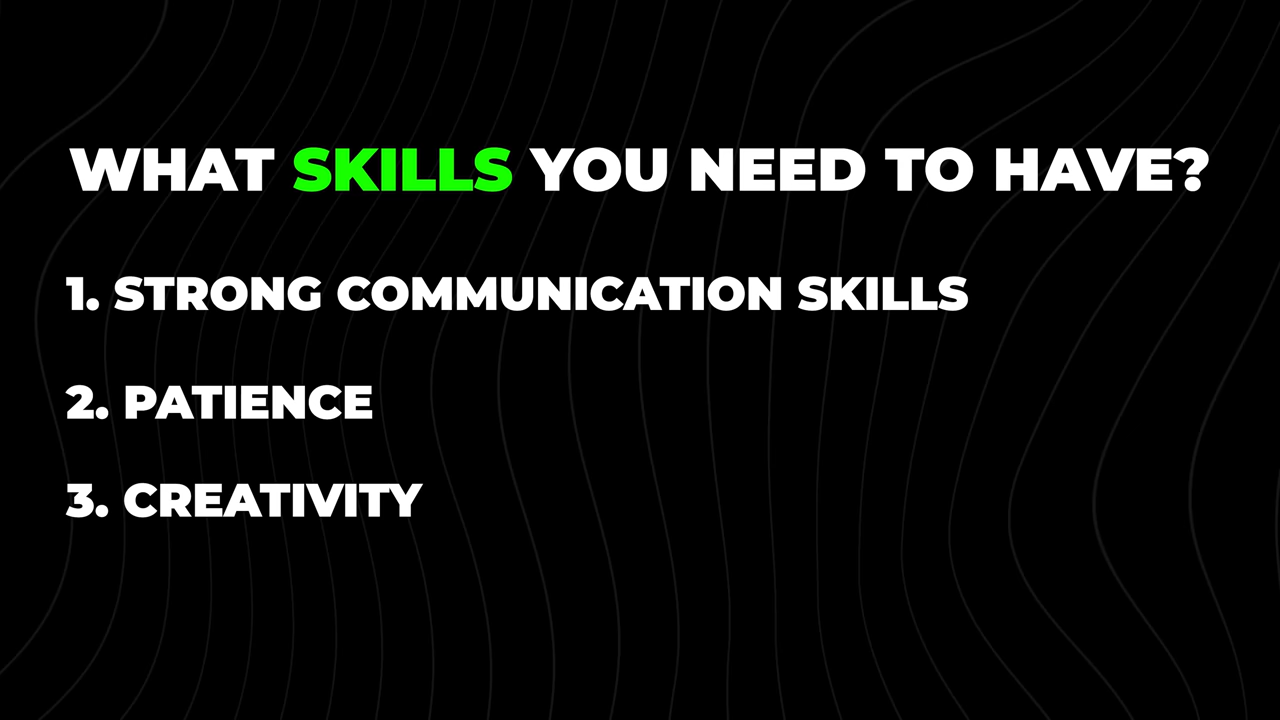 WHAT SKILLS YOU NEED TO HAVE?
1. STRONG COMMUNICATION SKILLS
2. PATIENCE
3. CREATIVITY